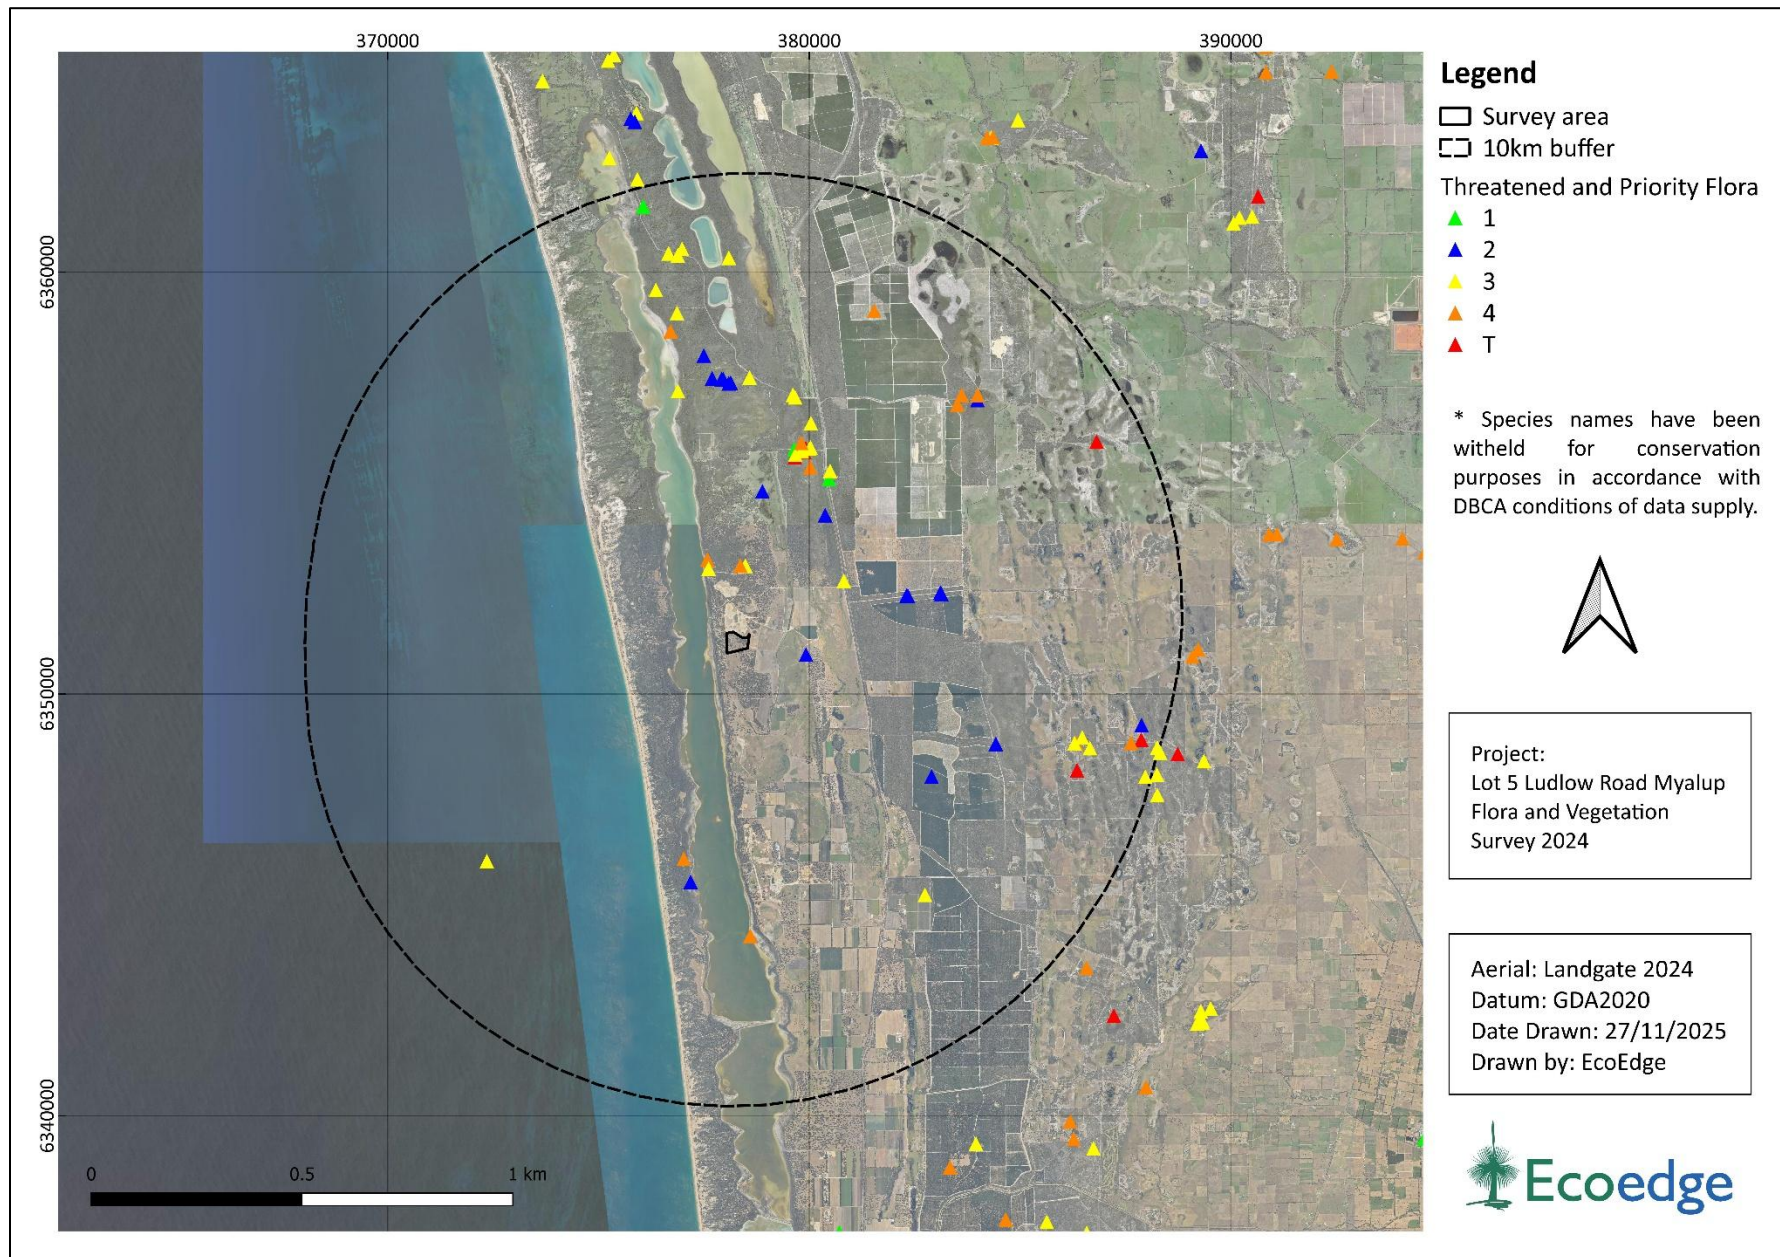 370000
380000
390000
6360000
6350000
6340000
0
0.5
1 km
Legend
Survey area
10km buffer
Threatened and Priority Flora
1
2
3
4
T
* Species names have been
witheld for conservation
purposes in accordance with
DBCA conditions of data supply.
Project:
Lot 5 Ludlow Road Myalup
Flora and Vegetation
Survey 2024
Aerial: Landgate 2024
Datum: GDA2020
Date Drawn: 27/11/2025
Drawn by: EcoEdge
Ecoedge